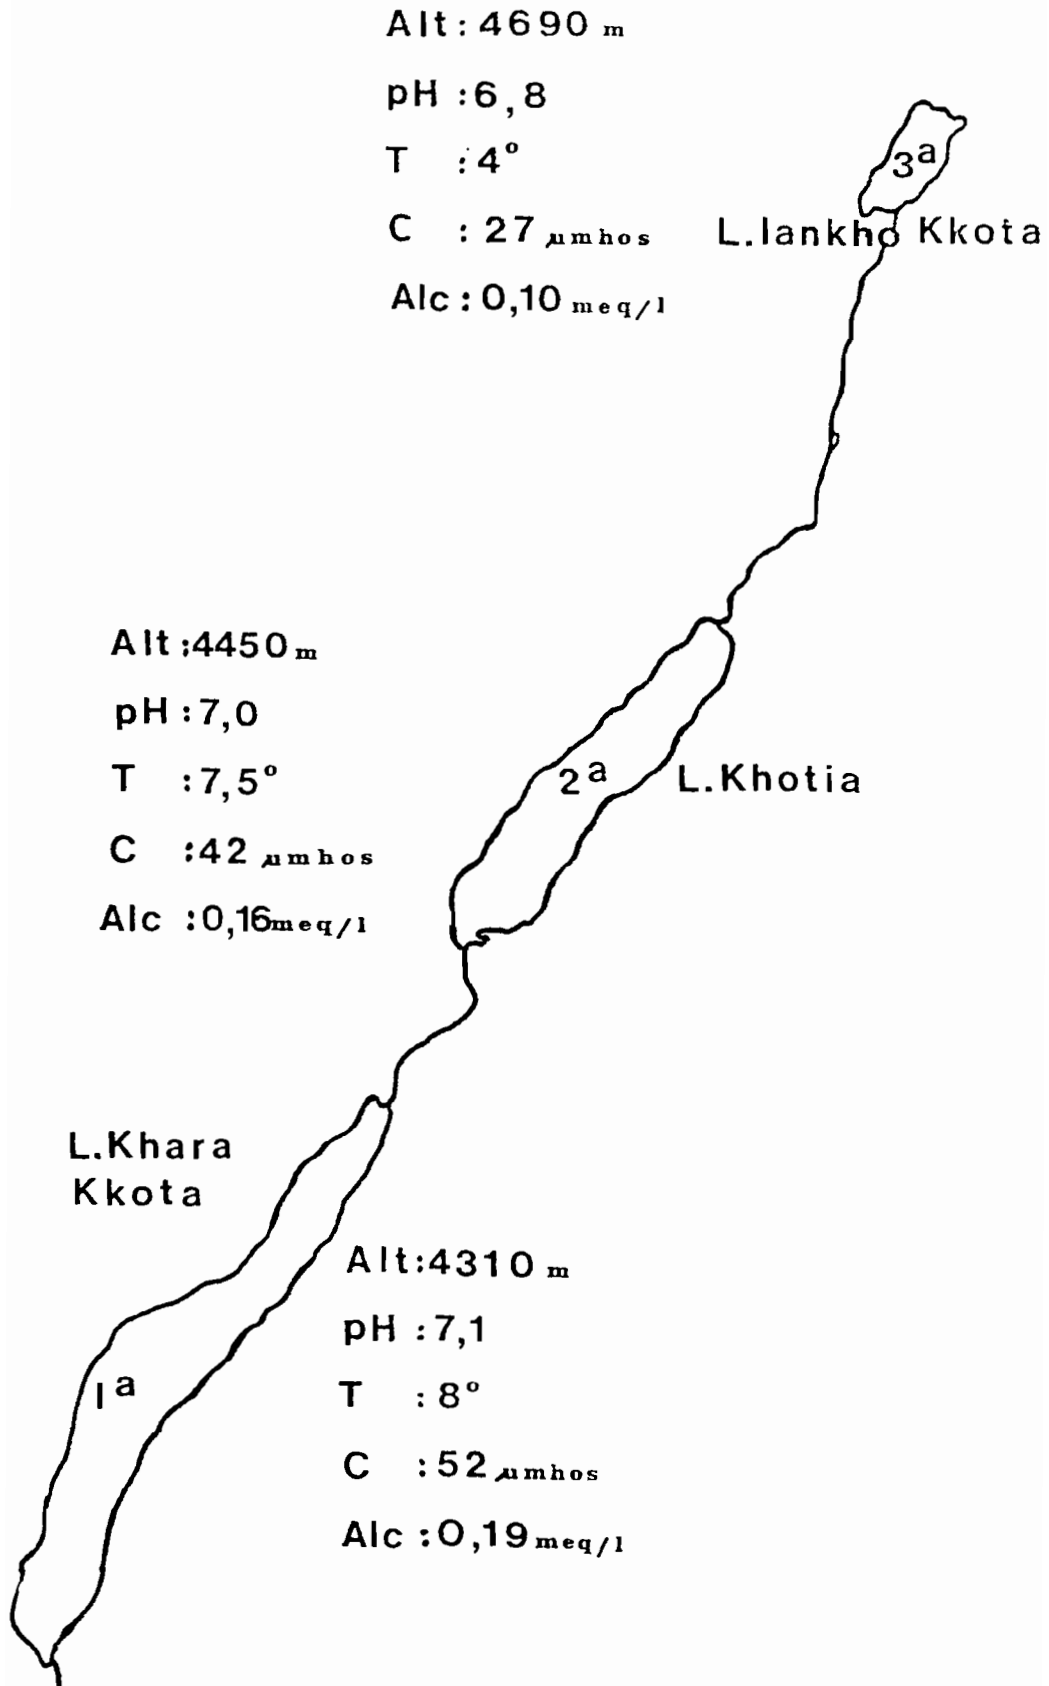 Alt: 4690 m
pH : 6,8
T : 4°
C : 27 µmhos
Alc : 0,10 meq/l
3a
L.Iankho Kkota
Alt : 4450 m
pH : 7,0
T : 7,5°
C : 42 µmhos
Alc : 0,16 meq/l
2a
L.Khotia
L.Khara
Kkota
1a
Alt: 4310 m
pH : 7,1
T : 8°
C : 52 µmhos
Alc : 0,19 meq/l